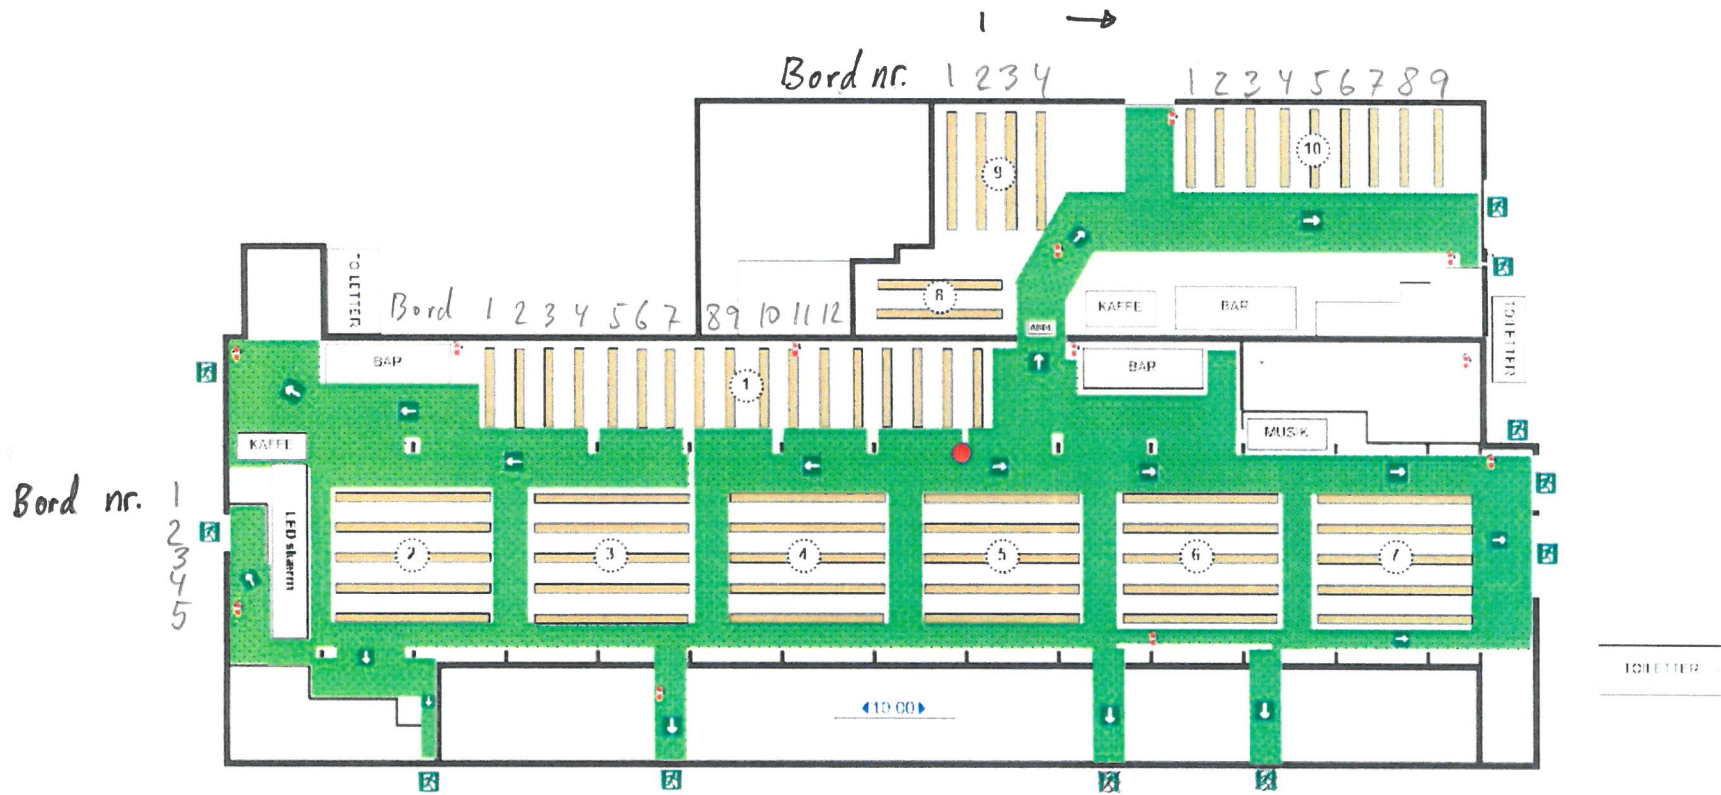 1 →
Bord nr. 1 2 3 4
1 2 3 4 5 6 7 8 9
10
9
TOILETTER
8
KAFFE
BAR
TOILETTER
Bord 1 2 3 4 5 6 7 8 9 10 11 12
BAR
1
BAR
KAFFE
MUSIK
Bord nr. 1
2
3
4
5
LED skærm
2
3
4
5
6
7
10.00
TOILETTER